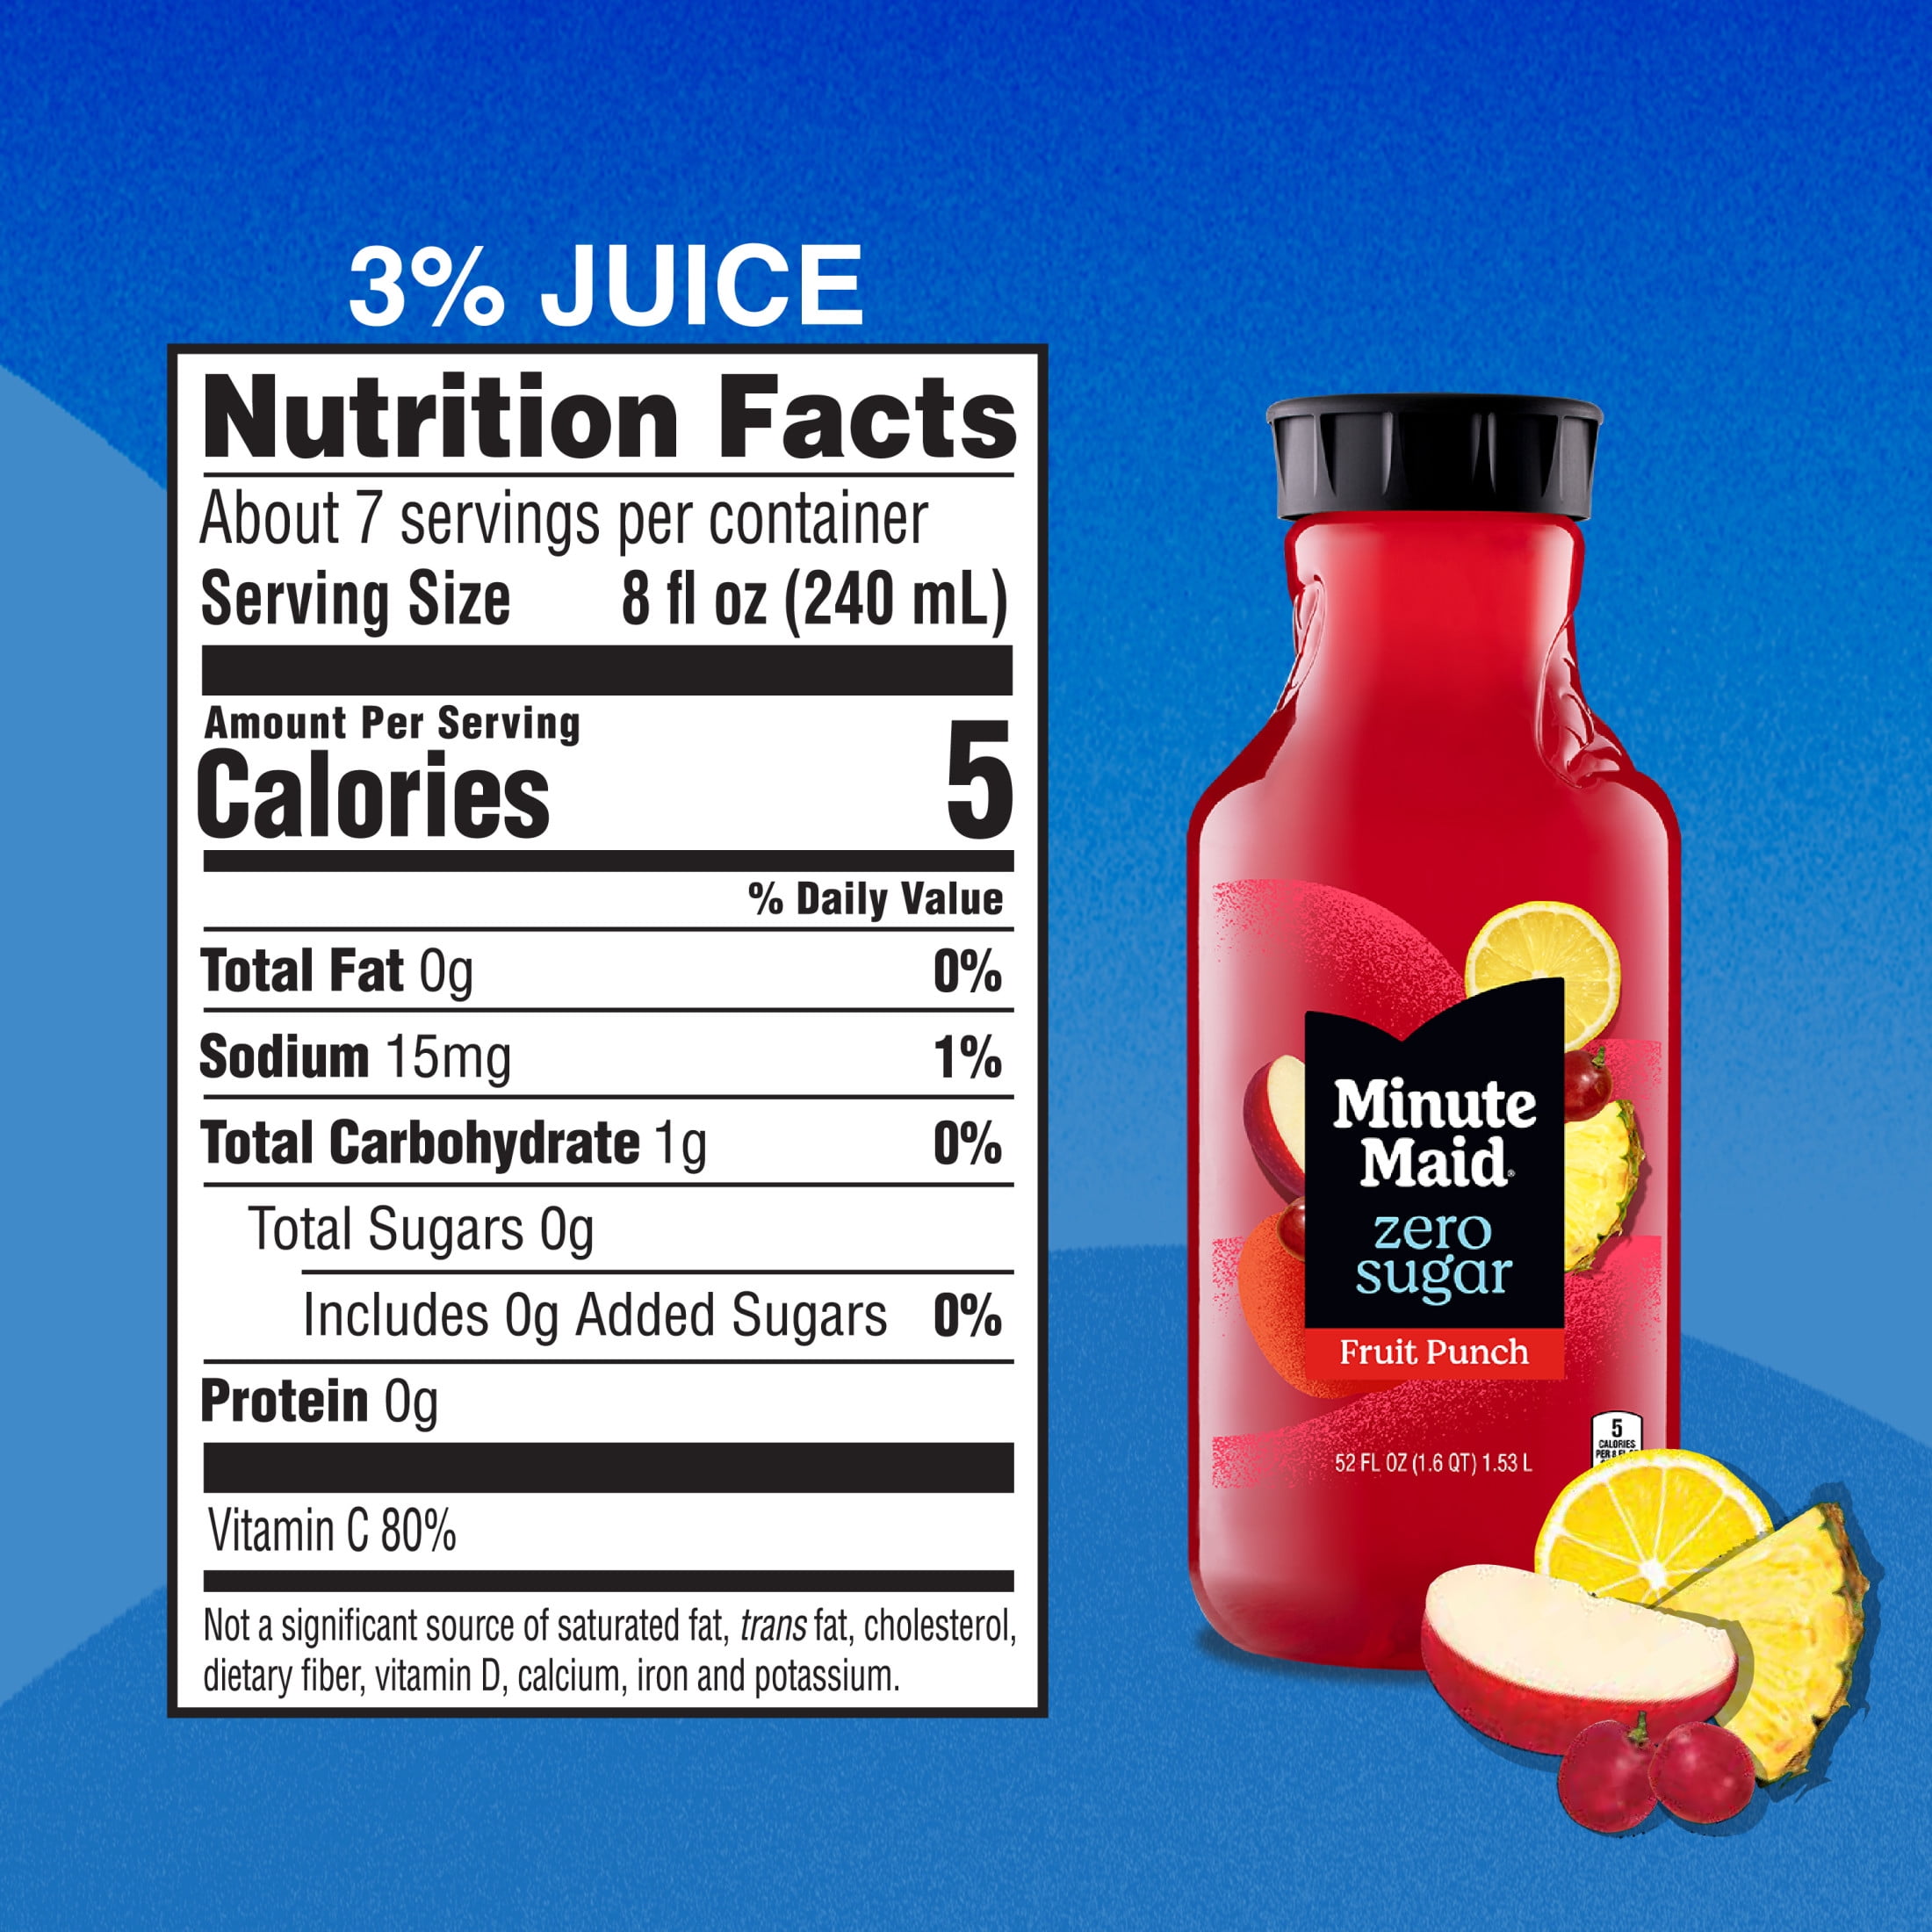 3% JUICE
Nutrition Facts
About 7 servings per container
Serving Size 8 fl oz (240 mL)
Amount Per Serving
Calories 5
% Daily Value
Total Fat 0g 0%
Sodium 15mg 1%
Total Carbohydrate 1g 0%
Total Sugars 0g
Includes 0g Added Sugars 0%
Protein 0g
Vitamin C 80%
Not a significant source of saturated fat, trans fat, cholesterol,
dietary fiber, vitamin D, calcium, iron and potassium.
Minute
Maid®
zero
sugar
Fruit Punch
52 FL OZ (1.6 QT) 1.53 L
5
CALORIES
PER 8